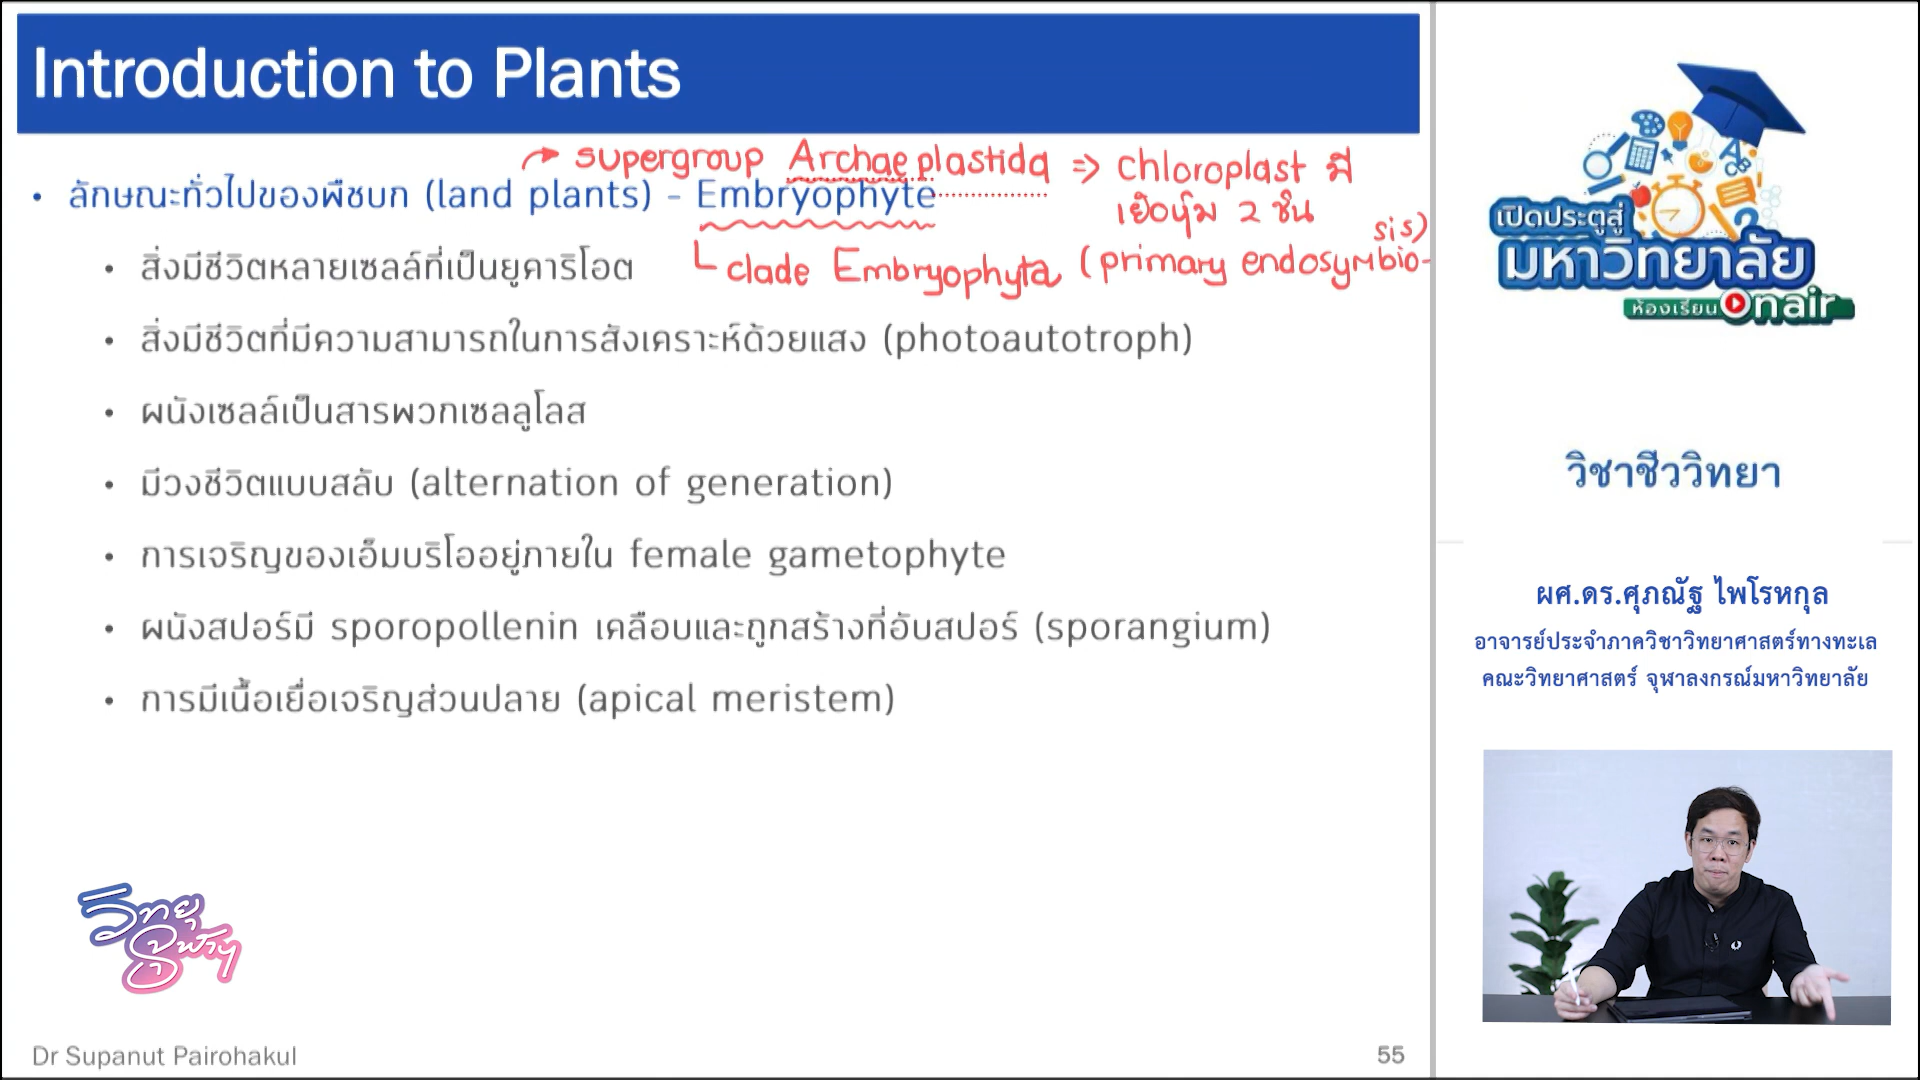 Introduction to Plants
supergroup Archaeplastida ⇒ Chloroplast มี
• ลักษณะทั่วไปของพืชบก (land plants) - Embryophyte
เยื่อหุ้ม 2 ชั้น
clade Embryophyta (primary endosymbio-
sis)
• สิ่งมีชีวิตหลายเซลล์ที่เป็นยูคาริโอต
• สิ่งมีชีวิตที่มีความสามารถในการสังเคราะห์ด้วยแสง (photoautotroph)
• ผนังเซลล์เป็นสารพวกเซลลูโลส
• มีวงชีวิตแบบสลับ (alternation of generation)
• การเจริญของเอ็มบริโออยู่ภายใน female gametophyte
• ผนังสปอร์มี sporopollenin เคลือบและถูกสร้างที่อับสปอร์ (sporangium)
• การมีเนื้อเยื่อเจริญส่วนปลาย (apical meristem)
วิทยุ
จุฬาฯ
Dr Supanut Pairohakul
55
เปิดประตูสู่
มหาวิทยาลัย
ห้องเรียน Onair
วิชาชีววิทยา
ผศ.ดร.ศุภณัฐ ไพโรหกุล
อาจารย์ประจำภาควิชาวิทยาศาสตร์ทางทะเล
คณะวิทยาศาสตร์ จุฬาลงกรณ์มหาวิทยาลัย